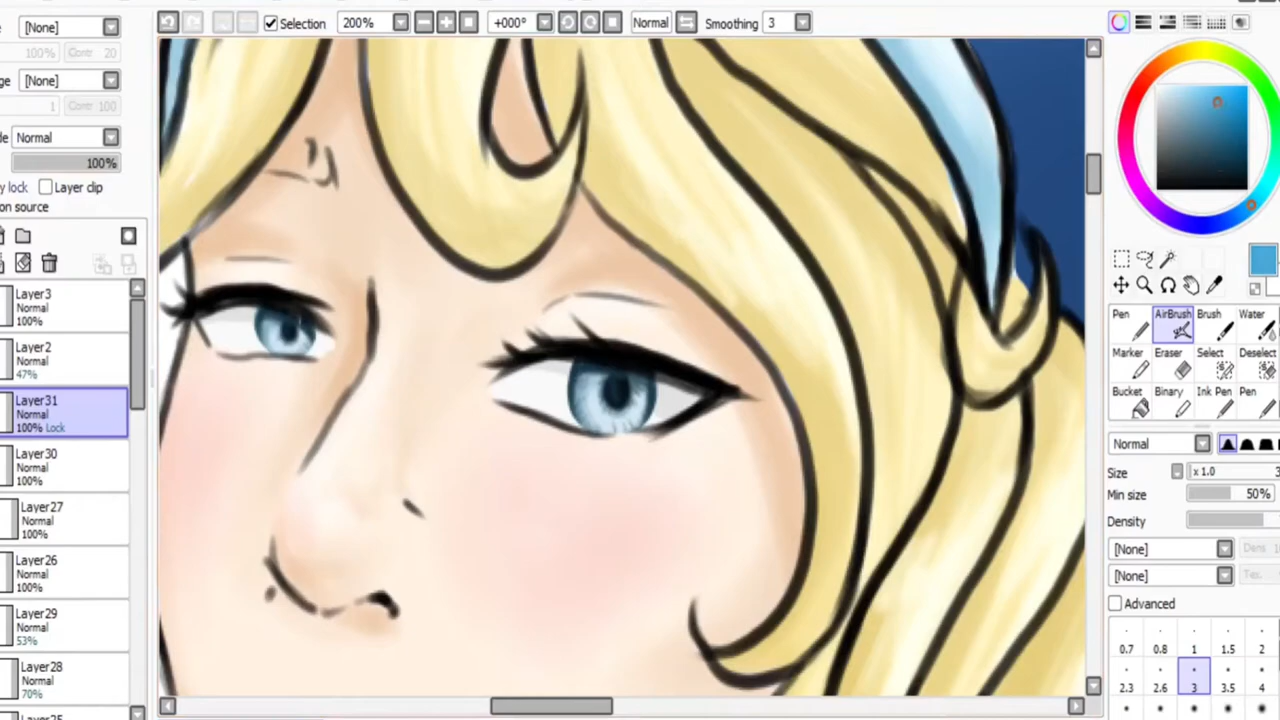 [None]
100%
Contr 20
ge
[None]
1
Contr 100
de
Normal
100%
y lock
Layer clip
on source
Layer3
Normal
100%
Layer2
Normal
47%
Layer31
Normal
100% Lock
Layer30
Normal
100%
Layer27
Normal
100%
Layer26
Normal
100%
Layer29
Normal
53%
Layer28
Normal
70%
Selection
200%
+000°
Normal
Smoothing
3
Pen
AirBrush
Brush
Water
Marker
Eraser
Select
Deselect
Bucket
Binary
Ink Pen
Pen
Normal
Size
x 1.0
3
Min size
50%
Density
[None]
Dens
[None]
Tex.
Advanced
0.7 0.8 1 1.5 2
2.3 2.6 3 3.5 4